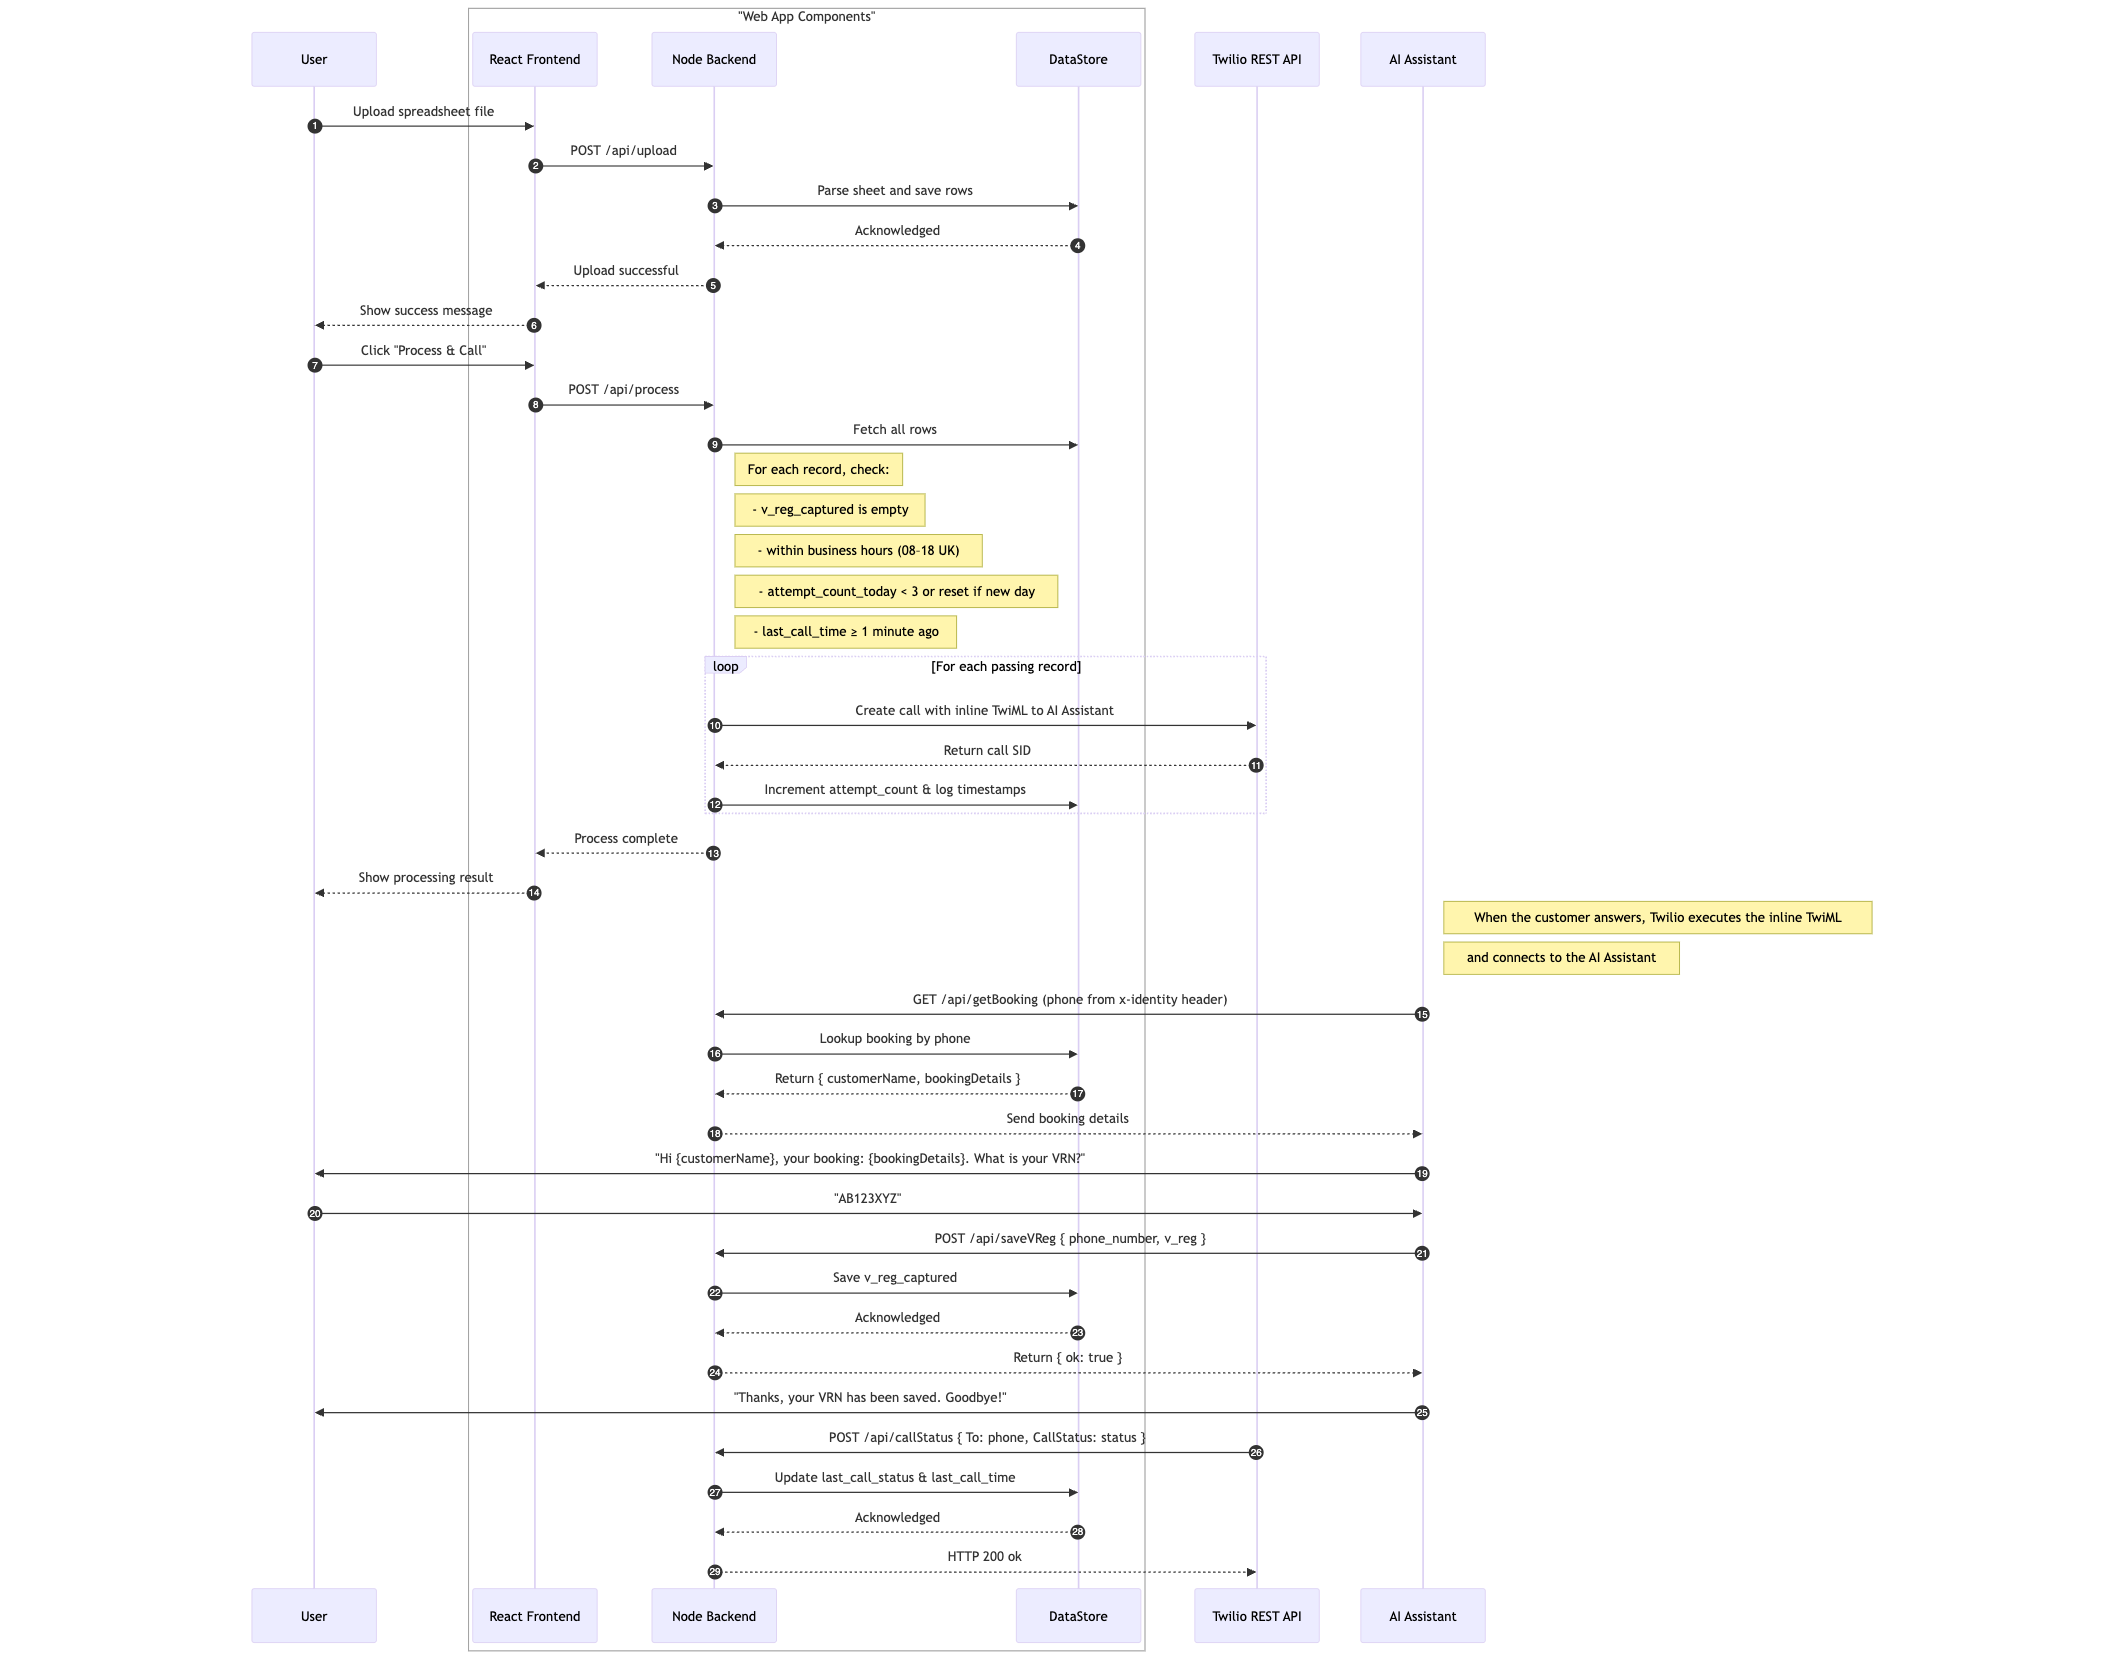 "Web App Components"
User
React Frontend
Node Backend
DataStore
Twilio REST API
AI Assistant
Upload spreadsheet file
1
POST /api/upload
2
Parse sheet and save rows
3
Acknowledged
4
Upload successful
5
Show success message
6
Click "Process & Call"
7
POST /api/process
8
Fetch all rows
9
For each record, check:
- v_reg_captured is empty
- within business hours (08–18 UK)
- attempt_count_today < 3 or reset if new day
- last_call_time ≥ 1 minute ago
loop
[For each passing record]
Create call with inline TwiML to AI Assistant
10
Return call SID
11
Increment attempt_count & log timestamps
12
Process complete
13
Show processing result
14
When the customer answers, Twilio executes the inline TwiML
and connects to the AI Assistant
GET /api/getBooking (phone from x-identity header)
15
Lookup booking by phone
16
Return { customerName, bookingDetails }
17
Send booking details
18
"Hi {customerName}, your booking: {bookingDetails}. What is your VRN?"
19
"AB123XYZ"
20
POST /api/saveVReg { phone_number, v_reg }
21
Save v_reg_captured
22
Acknowledged
23
Return { ok: true }
24
"Thanks, your VRN has been saved. Goodbye!"
25
POST /api/callStatus { To: phone, CallStatus: status }
26
Update last_call_status & last_call_time
27
Acknowledged
28
HTTP 200 ok
29
User
React Frontend
Node Backend
DataStore
Twilio REST API
AI Assistant